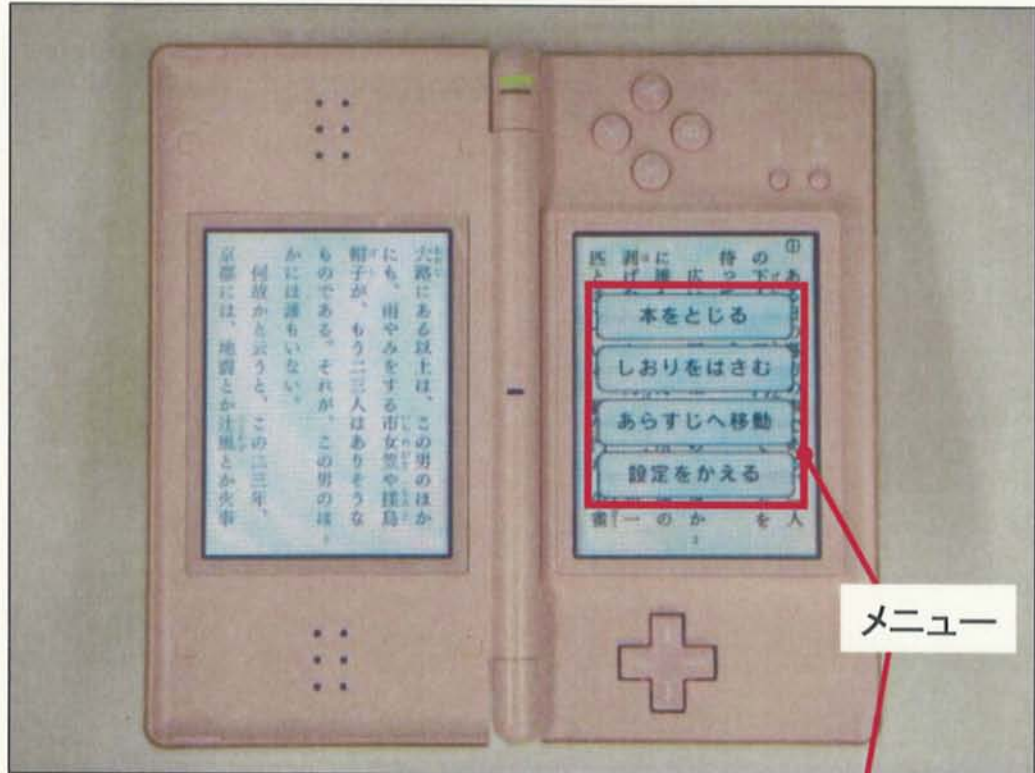 本をとじる
しおりをはさむ
あらすじへ移動
設定をかえる
大路にある以上は、この男のほか
にも、雨やみをする市女笠や揉烏
帽子が、もう二三人はありそうな
ものである。それが、この男のほ
かには誰もいない。
何故かと云うと、この二三年、
京都には、地震とか辻風とか火事
メニュー